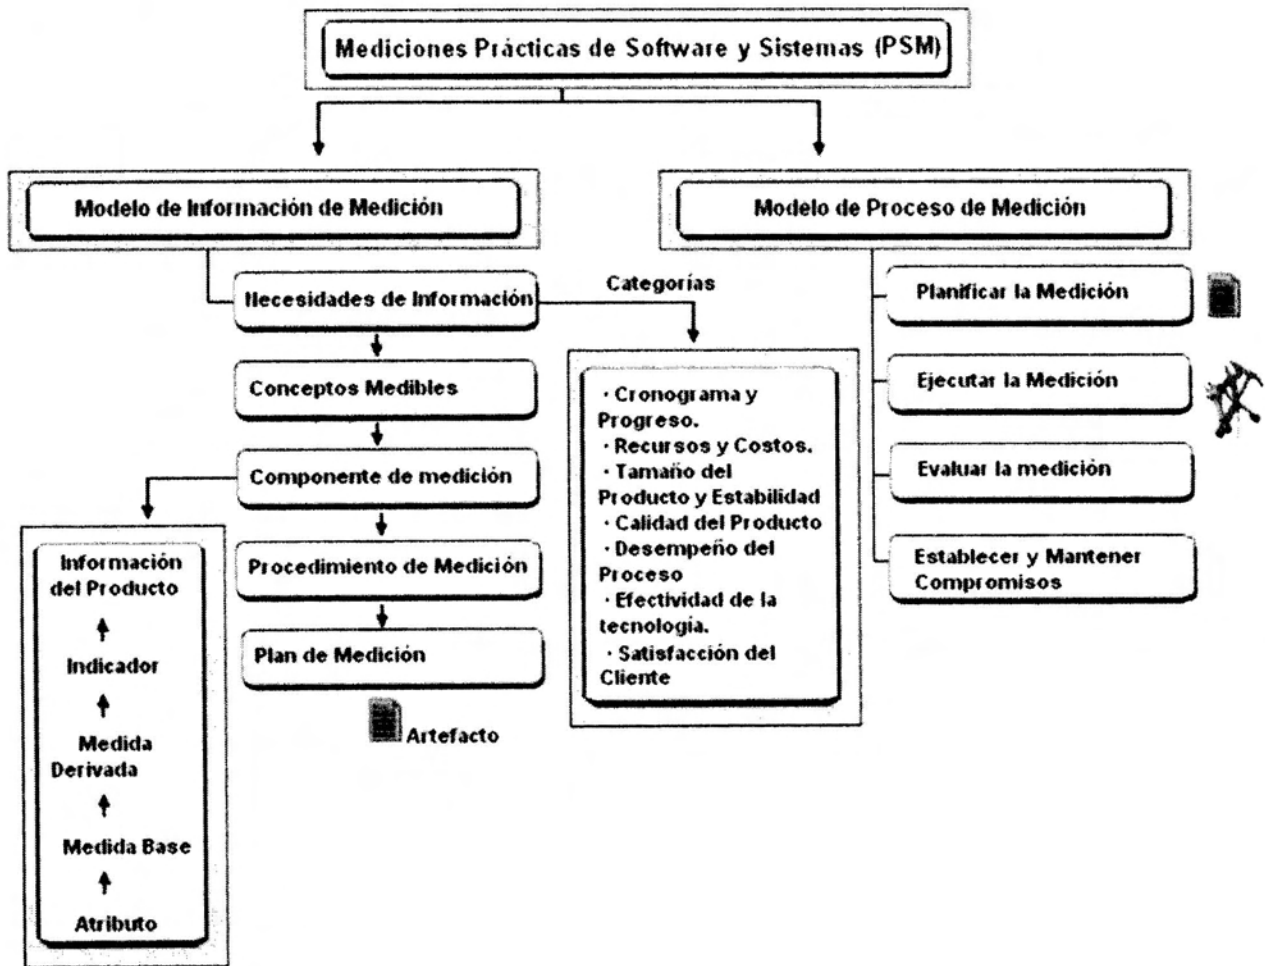 Mediciones Prácticas de Software y Sistemas (PSM)
Modelo de Información de Medición
Modelo de Proceso de Medición
Necesidades de Información
Categorías
Conceptos Medibles
Componente de medición
Procedimiento de Medición
Plan de Medición
Artefacto
Información
del Producto
Indicador
Medida
Derivada
Medida Base
Atributo
· Cronograma y
Progreso.
· Recursos y Costos.
· Tamaño del
Producto y Estabilidad
· Calidad del Producto
· Desempeño del
Proceso
· Efectividad de la
tecnología.
· Satisfacción del
Cliente
Planificar la Medición
Ejecutar la Medición
Evaluar la medición
Establecer y Mantener
Compromisos